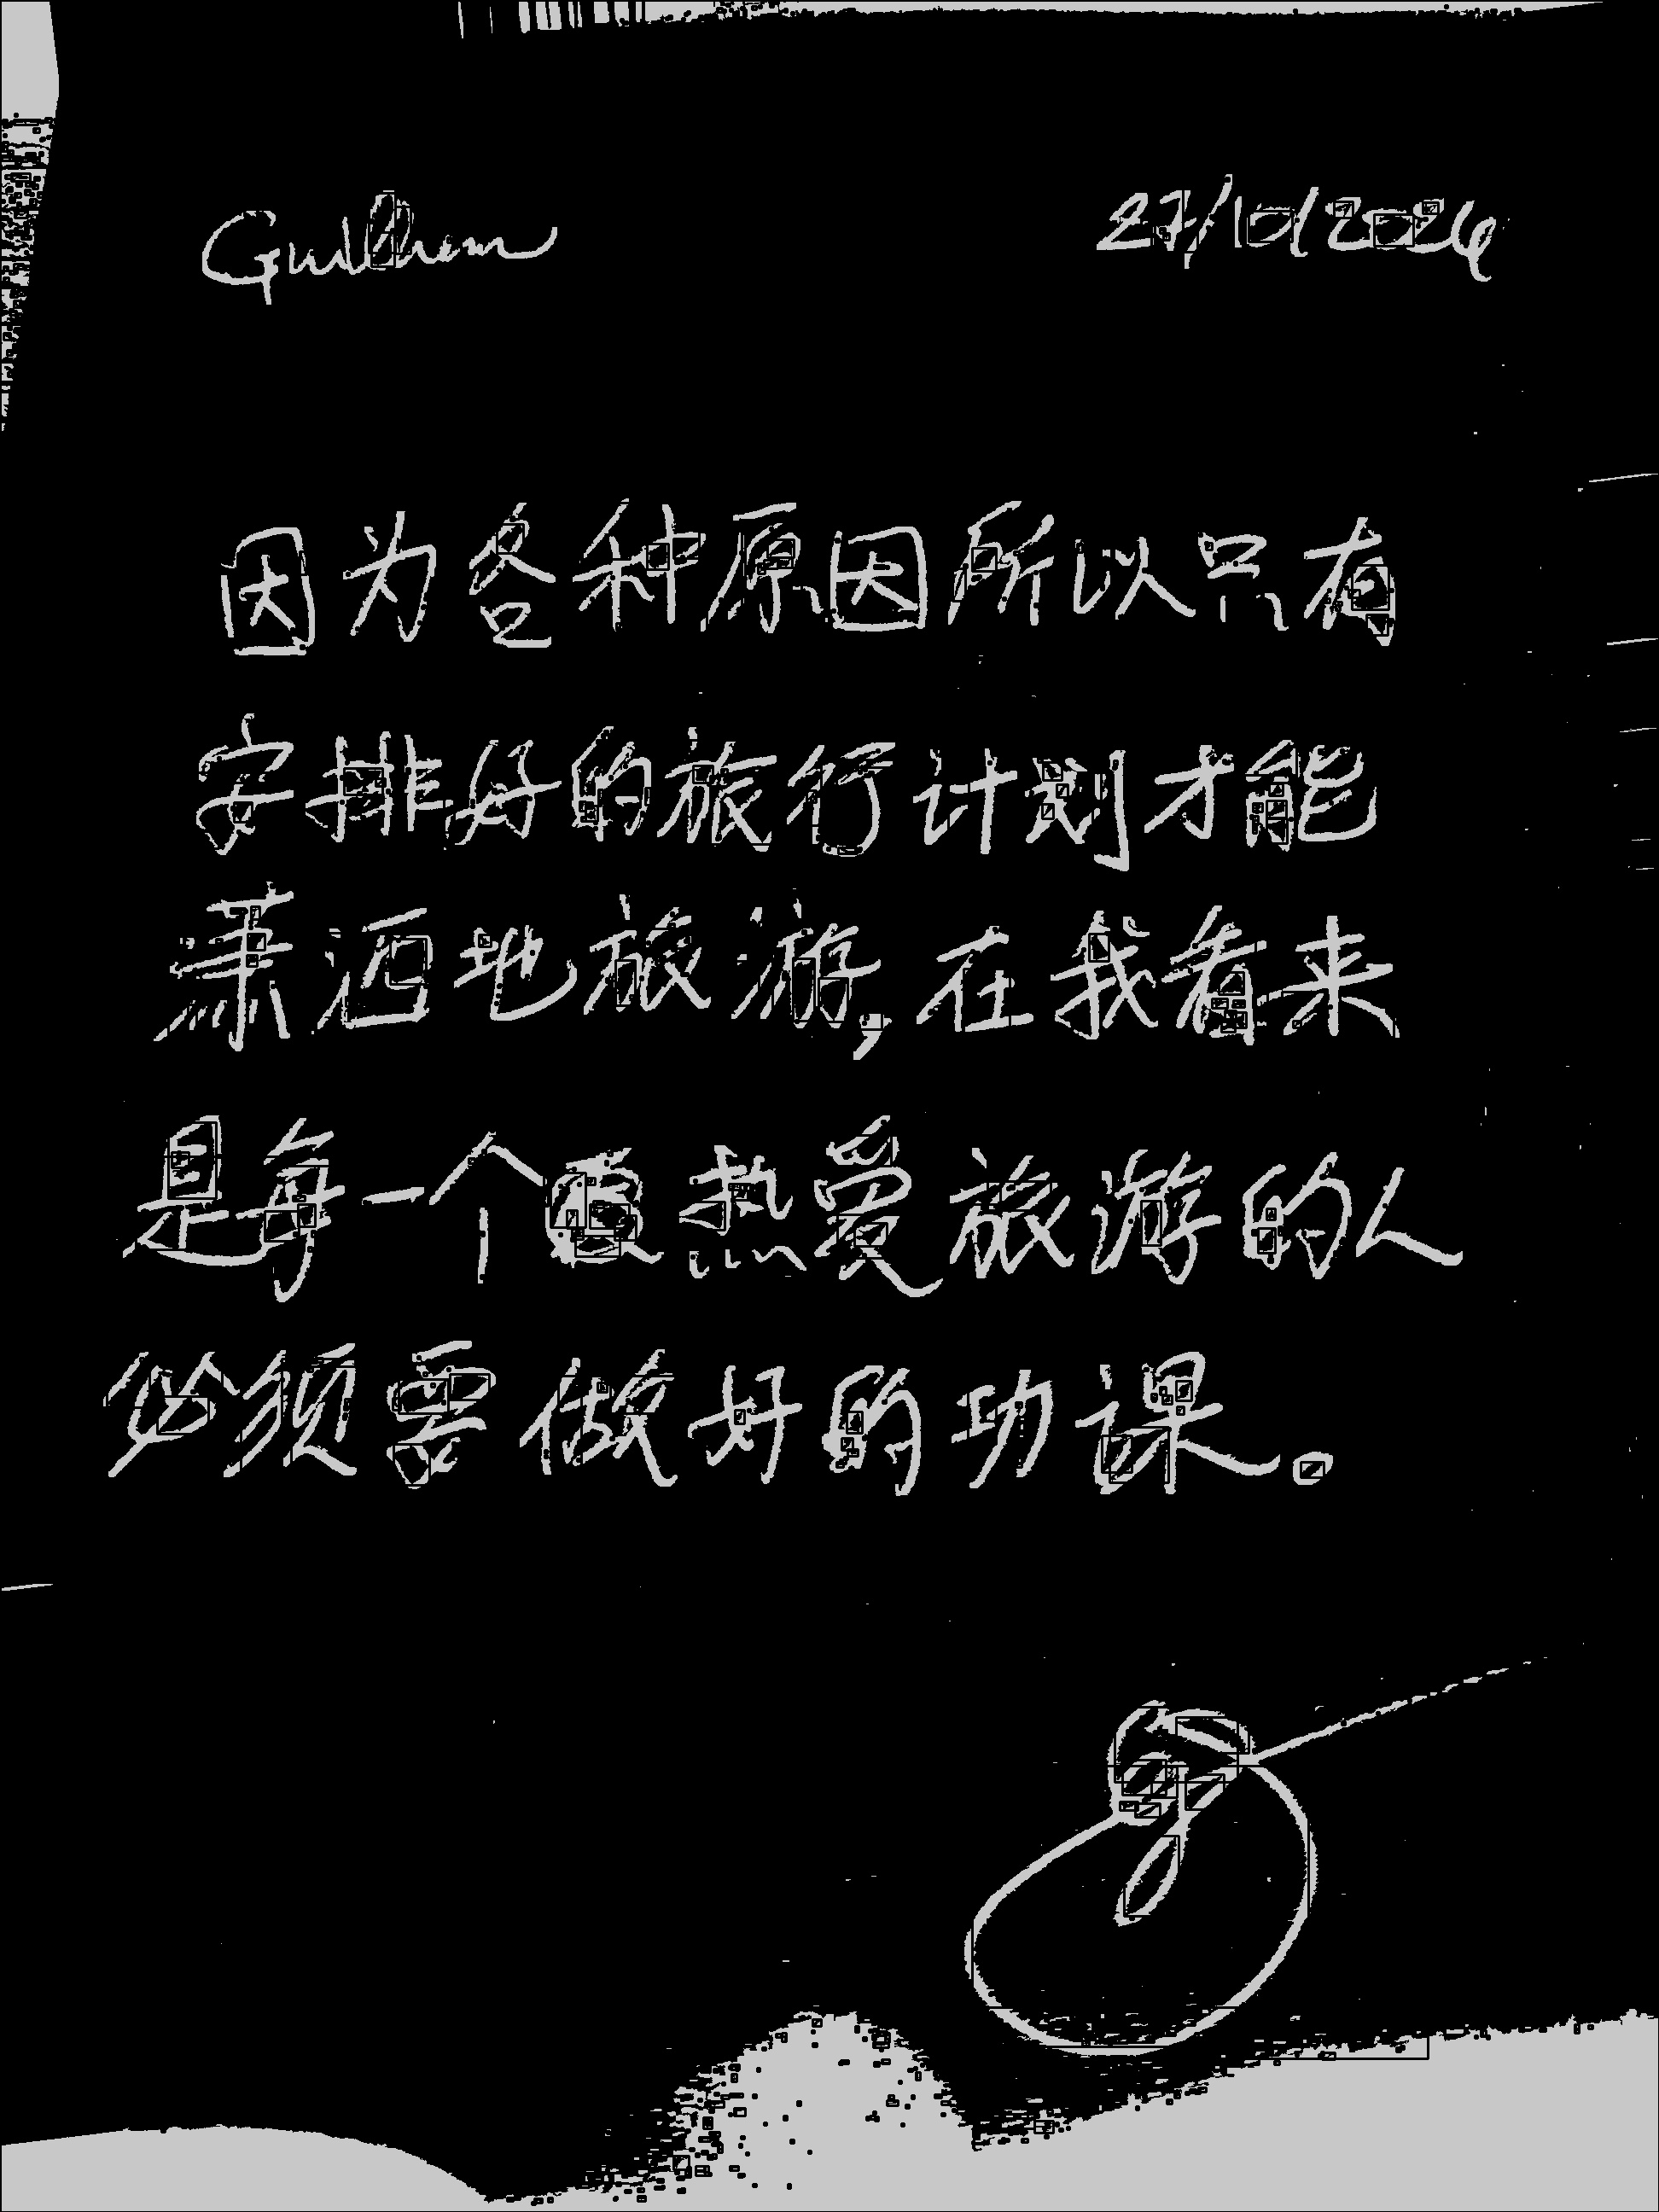 Guilhem 27/10/2024
因为各种原因所以只有
安排好的旅行计划才能
潇洒地旅游,在我看来
是每一个 热爱旅游的人
必须要做好的功课。